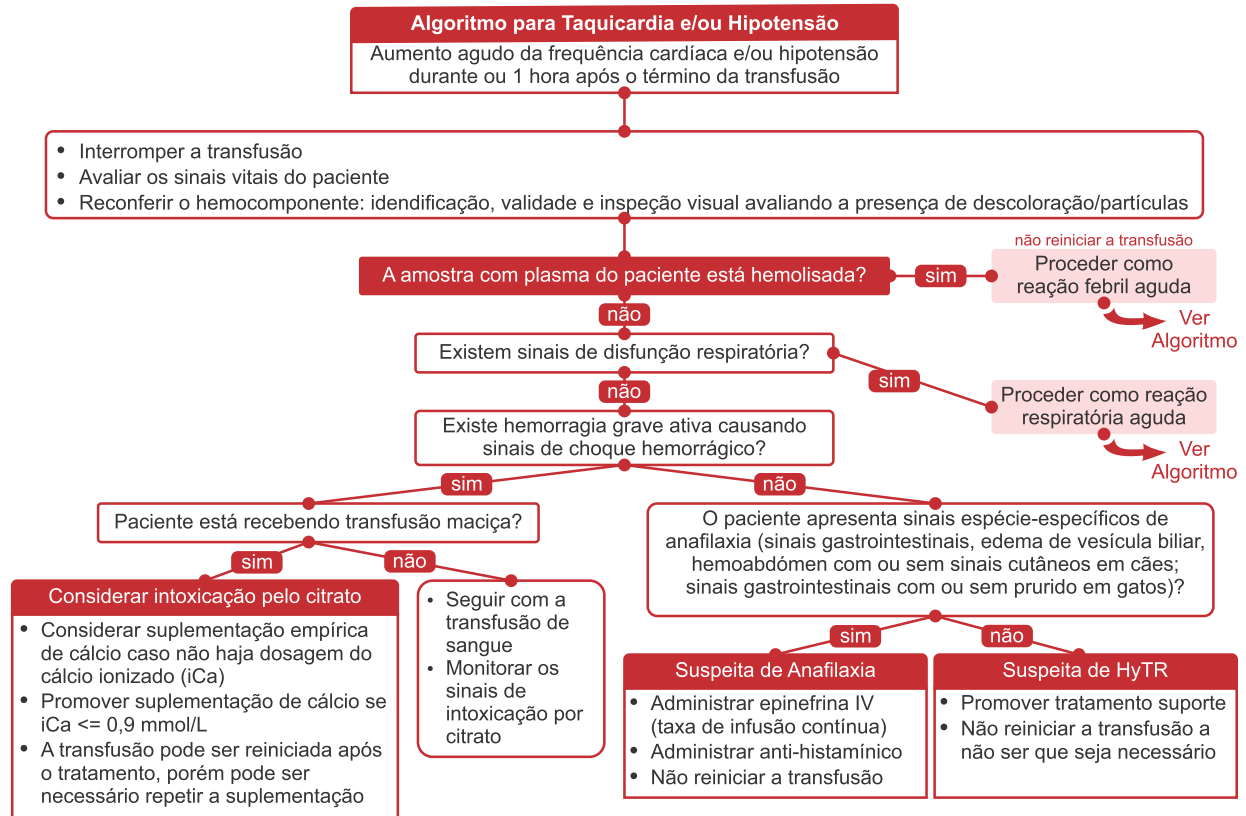 Algoritmo para Taquicardia e/ou Hipotensão
Aumento agudo da frequência cardíaca e/ou hipotensão
durante ou 1 hora após o término da transfusão
• Interromper a transfusão
• Avaliar os sinais vitais do paciente
• Reconferir o hemocomponente: idendificação, validade e inspeção visual avaliando a presença de descoloração/partículas
não reiniciar a transfusão
A amostra com plasma do paciente está hemolisada?
sim
Proceder como
reação febril aguda
Ver
Algoritmo
não
Existem sinais de disfunção respiratória?
sim
Proceder como reação
respiratória aguda
Ver
Algoritmo
não
Existe hemorragia grave ativa causando
sinais de choque hemorrágico?
sim
não
Paciente está recebendo transfusão maciça?
sim
não
Considerar intoxicação pelo citrato
• Considerar suplementação empírica
de cálcio caso não haja dosagem do
cálcio ionizado (iCa)
• Promover suplementação de cálcio se
iCa <= 0,9 mmol/L
• A transfusão pode ser reiniciada após
o tratamento, porém pode ser
necessário repetir a suplementação
• Seguir com a
transfusão de
sangue
• Monitorar os
sinais de
intoxicação por
citrato
O paciente apresenta sinais espécie-específicos de
anafilaxia (sinais gastrointestinais, edema de vesícula biliar,
hemoabdómen com ou sem sinais cutâneos em cães;
sinais gastrointestinais com ou sem prurido em gatos)?
sim
não
Suspeita de Anafilaxia
• Administrar epinefrina IV
(taxa de infusão contínua)
• Administrar anti-histamínico
• Não reiniciar a transfusão
Suspeita de HyTR
• Promover tratamento suporte
• Não reiniciar a transfusão a
não ser que seja necessário